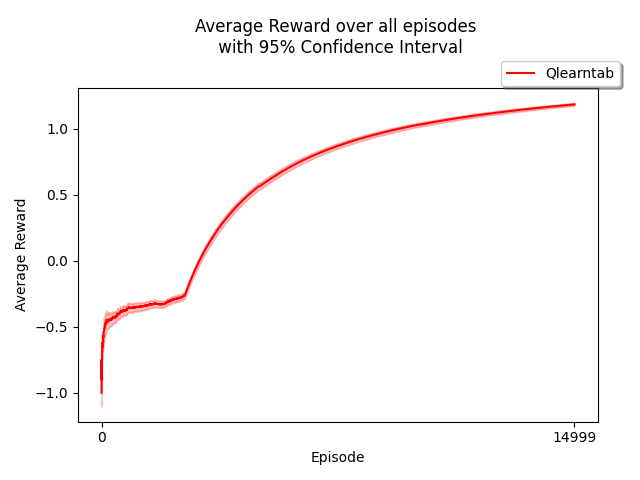 Average Reward over all episodes
with 95% Confidence Interval
Qlearntab
1.0
0.5
0.0
−0.5
−1.0
Average Reward
0
14999
Episode